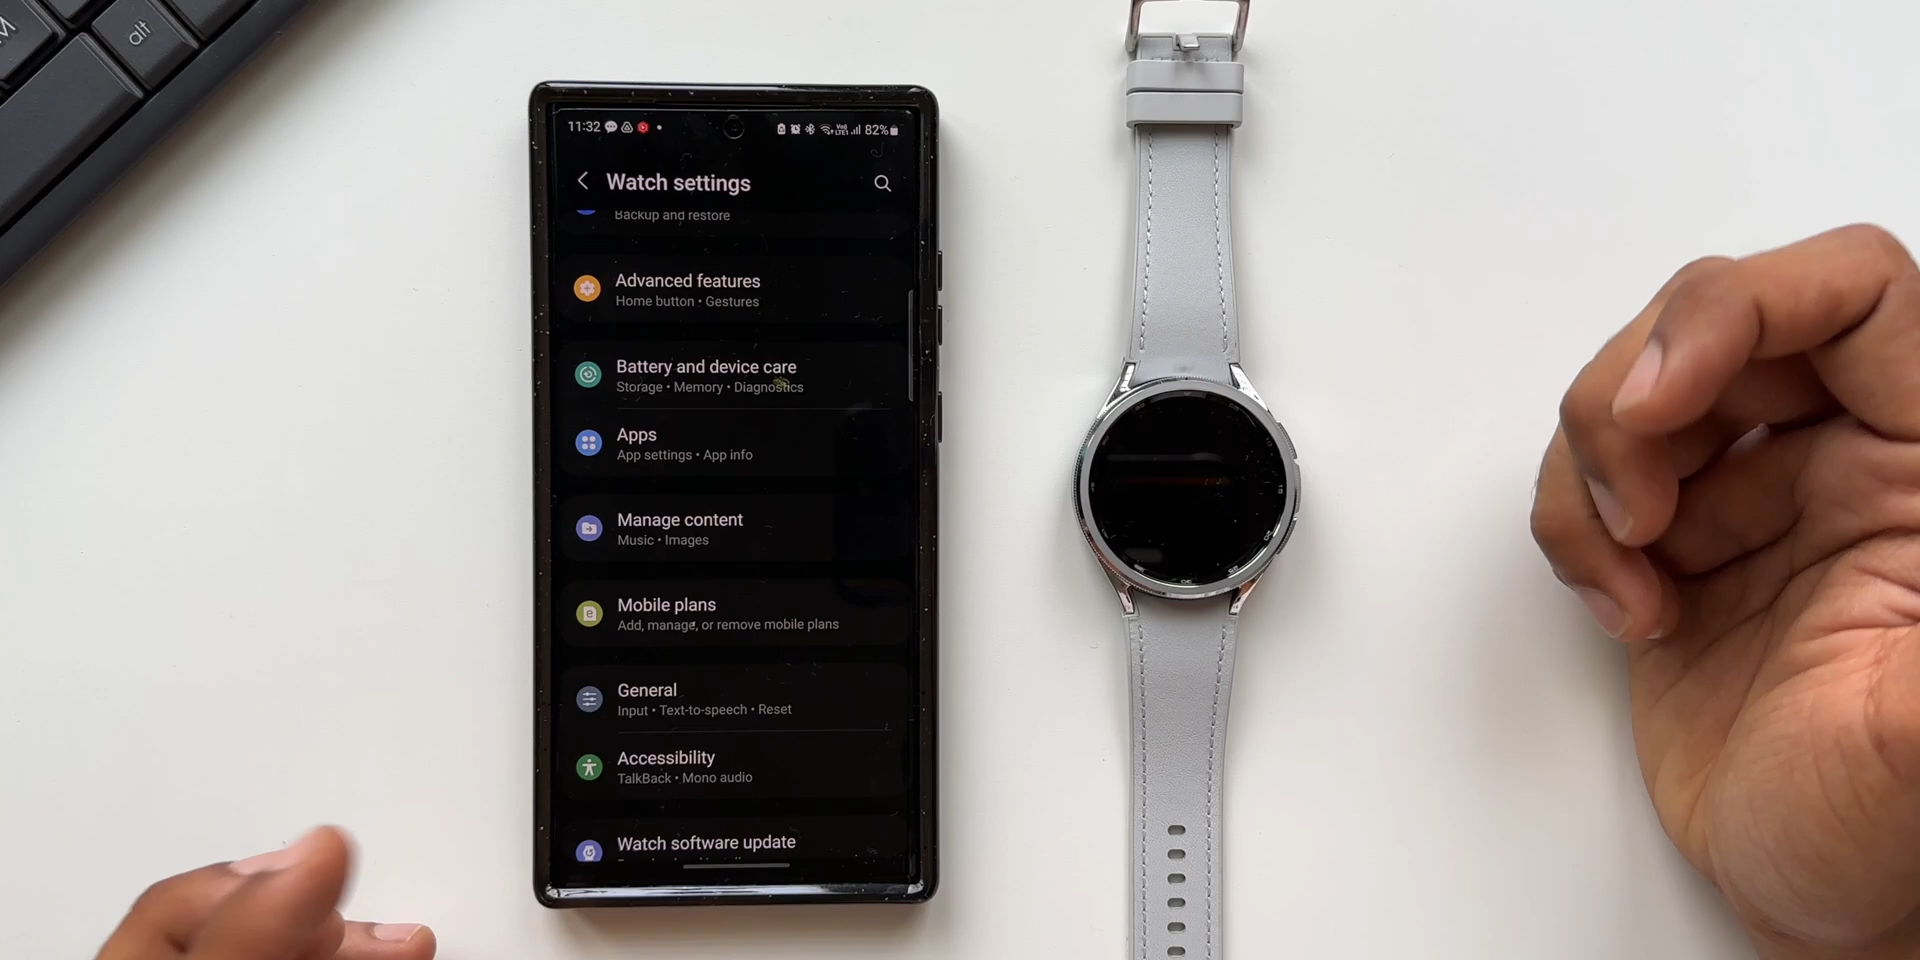 alt
11:32
VoD LTE1 82%
Watch settings
Backup and restore
Advanced features
Home button • Gestures
Battery and device care
Storage • Memory • Diagnostics
Apps
App settings • App info
Manage content
Music • Images
Mobile plans
Add, manage, or remove mobile plans
General
Input • Text-to-speech • Reset
Accessibility
TalkBack • Mono audio
Watch software update